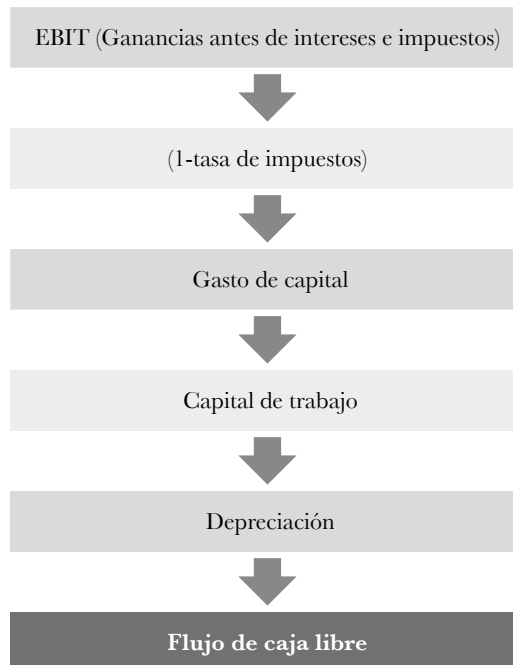 EBIT (Ganancias antes de intereses e impuestos)
(1-tasa de impuestos)
Gasto de capital
Capital de trabajo
Depreciación
Flujo de caja libre